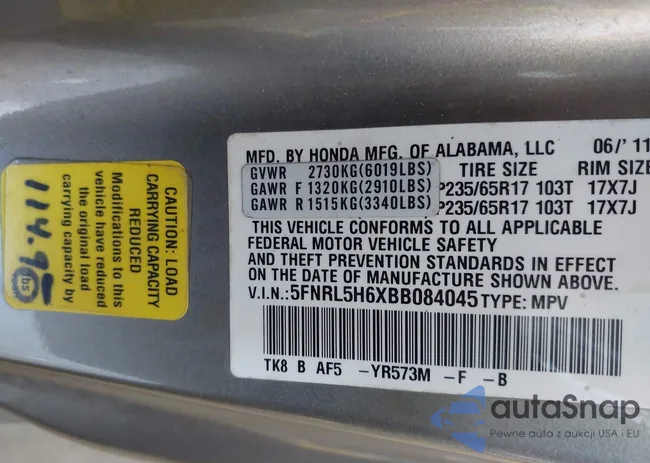 MFD. BY HONDA MFG. OF ALABAMA, LLC 06/'11
GVWR 2730KG(6019LBS) TIRE SIZE RIM SIZE
GAWR F 1320KG(2910LBS) P235/65R17 103T 17X7J
GAWR R 1515KG(3340LBS) P235/65R17 103T 17X7J
THIS VEHICLE CONFORMS TO ALL APPLICABLE
FEDERAL MOTOR VEHICLE SAFETY
AND THEFT PREVENTION STANDARDS IN EFFECT
ON THE DATE OF MANUFACTURE SHOWN ABOVE.
V.I.N.:5FNRL5H6XBB084045 TYPE: MPV
TK8 B AF5 -YR573M -F -B
CAUTION: LOAD
CARRYING CAPACITY
REDUCED
Modifications to this
vehicle have reduced
the original load
carrying capacity by
114.9 lbs
autaSnap
Pewne auta z aukcji USA i EU